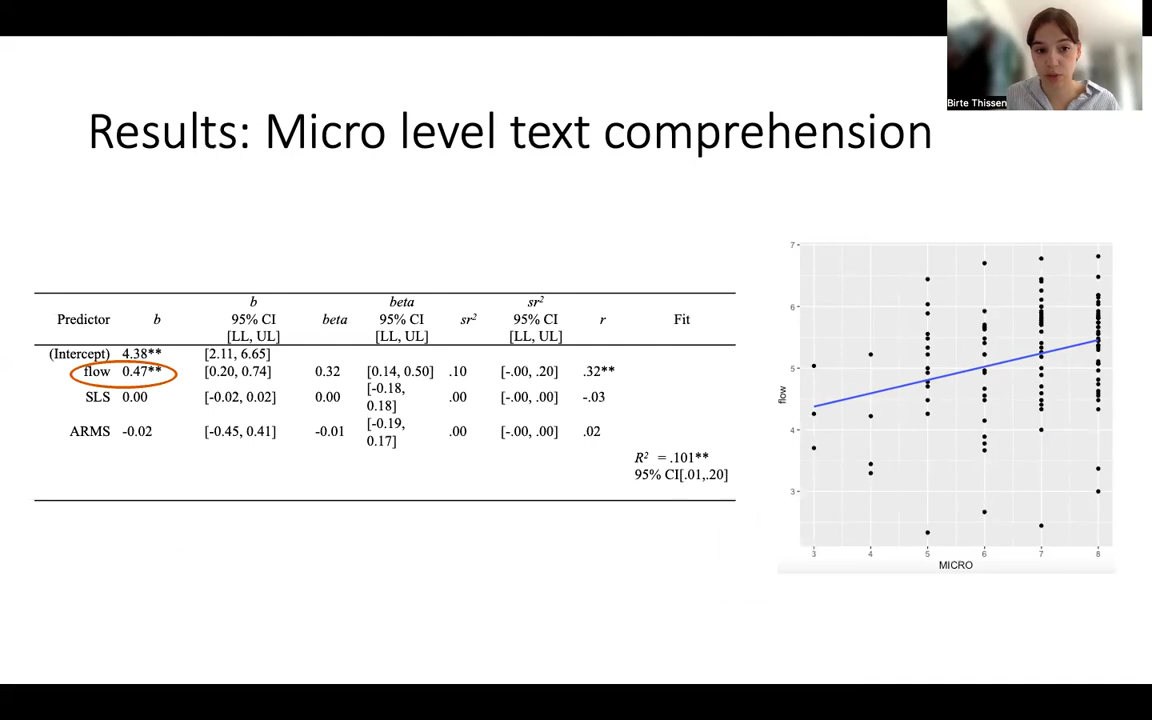 Birte Thissen
Results: Micro level text comprehension
b beta sr²
Predictor b 95% CI beta 95% CI sr² 95% CI r Fit
[LL, UL] [LL, UL] [LL, UL]
(Intercept) 4.38** [2.11, 6.65]
flow 0.47** [0.20, 0.74] 0.32 [0.14, 0.50] .10 [-.00, .20] .32**
SLS 0.00 [-0.02, 0.02] 0.00 [-0.18, 0.18] .00 [-.00, .00] -.03
ARMS -0.02 [-0.45, 0.41] -0.01 [-0.19, 0.17] .00 [-.00, .00] .02
R² = .101**
95% CI[.01,.20]
7
6
5
4
3
flow
3 4 5 6 7 8
MICRO